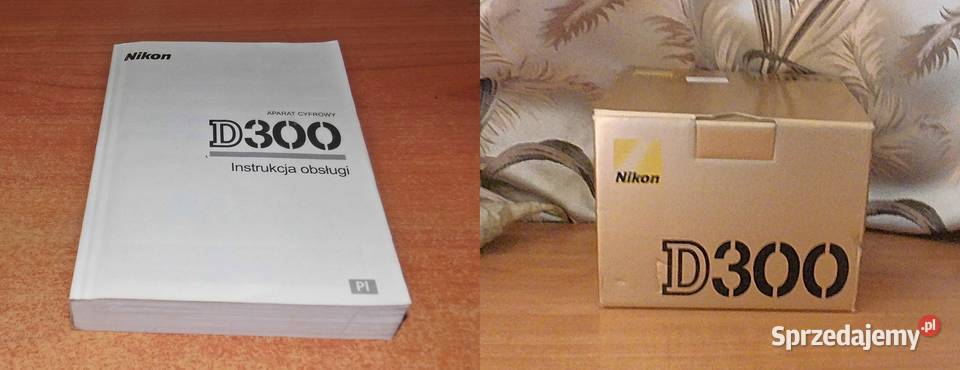 Nikon
APARAT CYFROWY
D300
Instrukcja obsługi
Pl
Nikon
D300
Sprzedajemy.pl